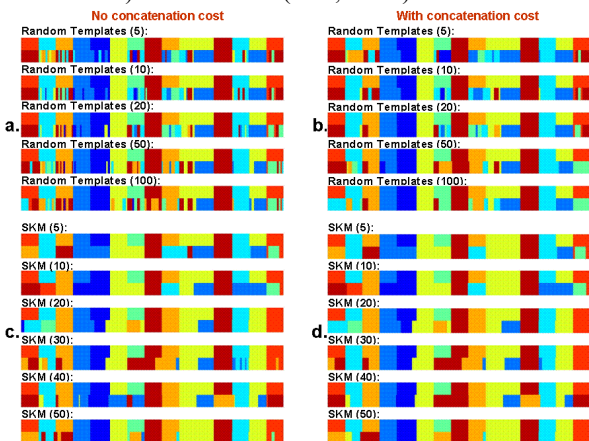 No concatenation cost
With concatenation cost
a.
Random Templates (5):
Random Templates (10):
Random Templates (20):
Random Templates (50):
Random Templates (100):
b.
Random Templates (5):
Random Templates (10):
Random Templates (20):
Random Templates (50):
Random Templates (100):
c.
SKM (5):
SKM (10):
SKM (20):
SKM (30):
SKM (40):
SKM (50):
d.
SKM (5):
SKM (10):
SKM (20):
SKM (30):
SKM (40):
SKM (50):